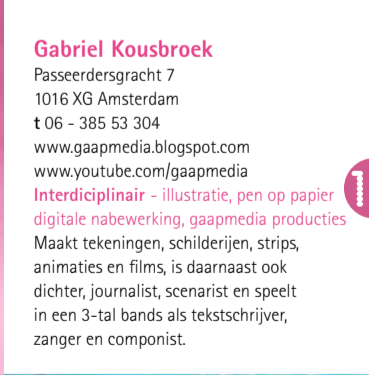 Gabriel Kousbroek
Passeerdersgracht 7
1016 XG Amsterdam
t 06 - 385 53 304
www.gaapmedia.blogspot.com
www.youtube.com/gaapmedia
Interdiciplinair - illustratie, pen op papier
digitale nabewerking, gaapmedia producties
Maakt tekeningen, schilderijen, strips,
animaties en films, is daarnaast ook
dichter, journalist, scenarist en speelt
in een 3-tal bands als tekstschrijver,
zanger en componist.
1